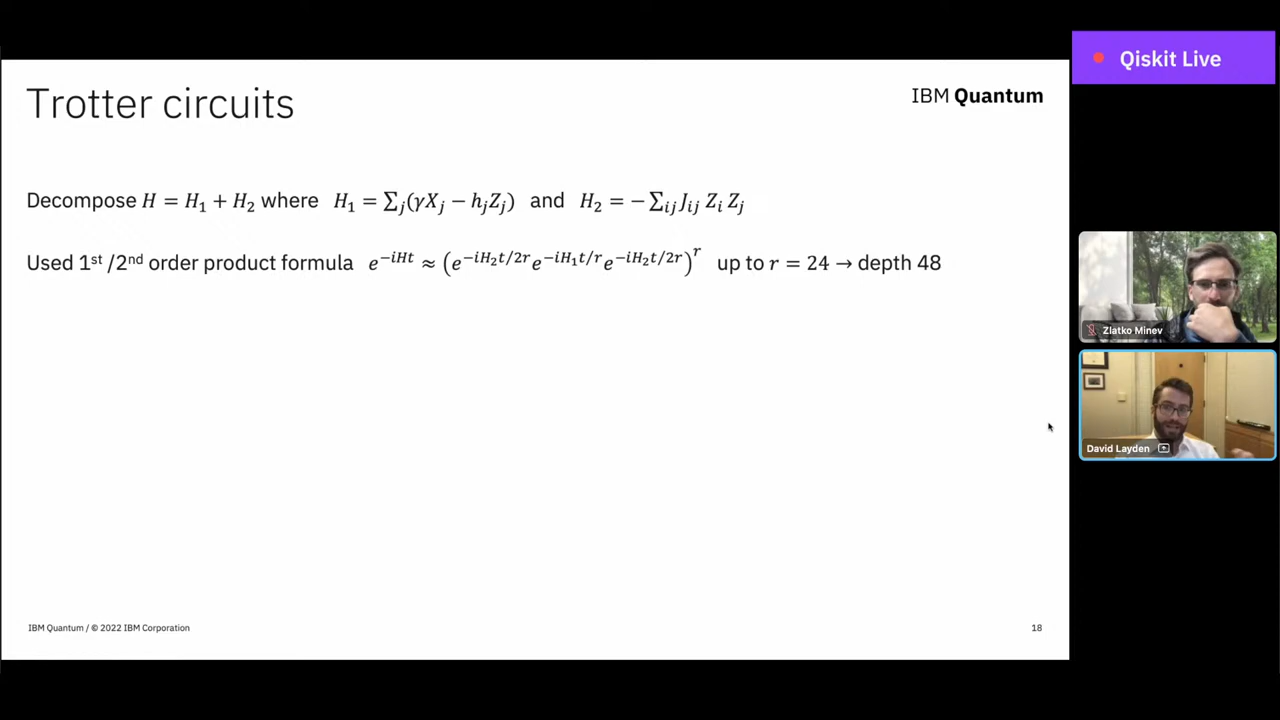 Qiskit Live
Trotter circuits
IBM Quantum
Decompose H = H₁ + H₂ where H₁ = ∑ⱼ(γXⱼ − hⱼZⱼ) and H₂ = − ∑ᵢⱼ Jᵢⱼ Zᵢ Zⱼ
Used 1ˢᵗ /2ⁿᵈ order product formula e^{−iHt} ≈ (e^{−iH₂t/2r}e^{−iH₁t/r}e^{−iH₂t/2r})^r up to r = 24 → depth 48
Zlatko Minev
David Layden
IBM Quantum / © 2022 IBM Corporation
18